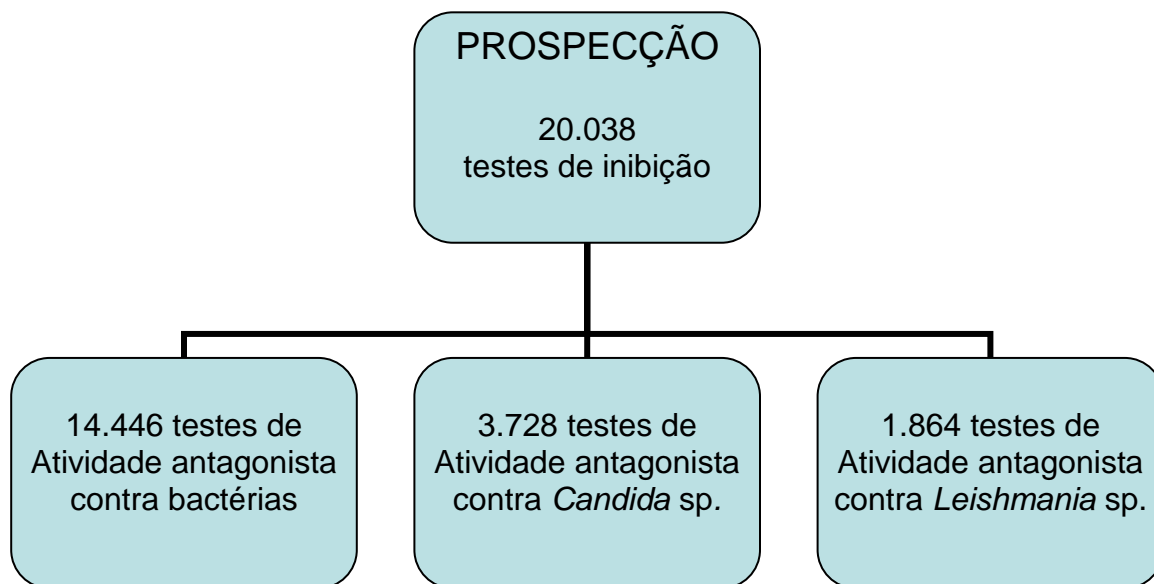 PROSPECÇÃO
20.038
testes de inibição
14.446 testes de
Atividade antagonista
contra bactérias
3.728 testes de
Atividade antagonista
contra Candida sp.
1.864 testes de
Atividade antagonista
contra Leishmania sp.